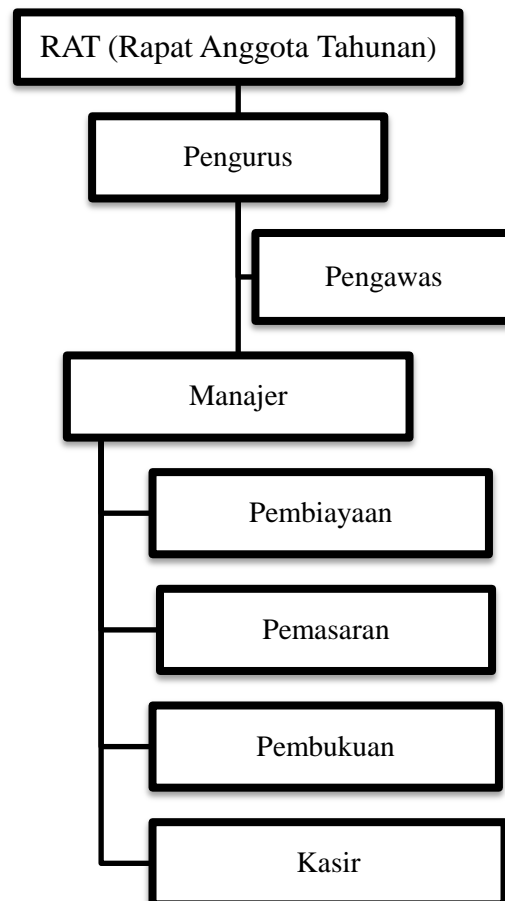 RAT (Rapat Anggota Tahunan)
Pengurus
Pengawas
Manajer
Pembiayaan
Pemasaran
Pembukuan
Kasir